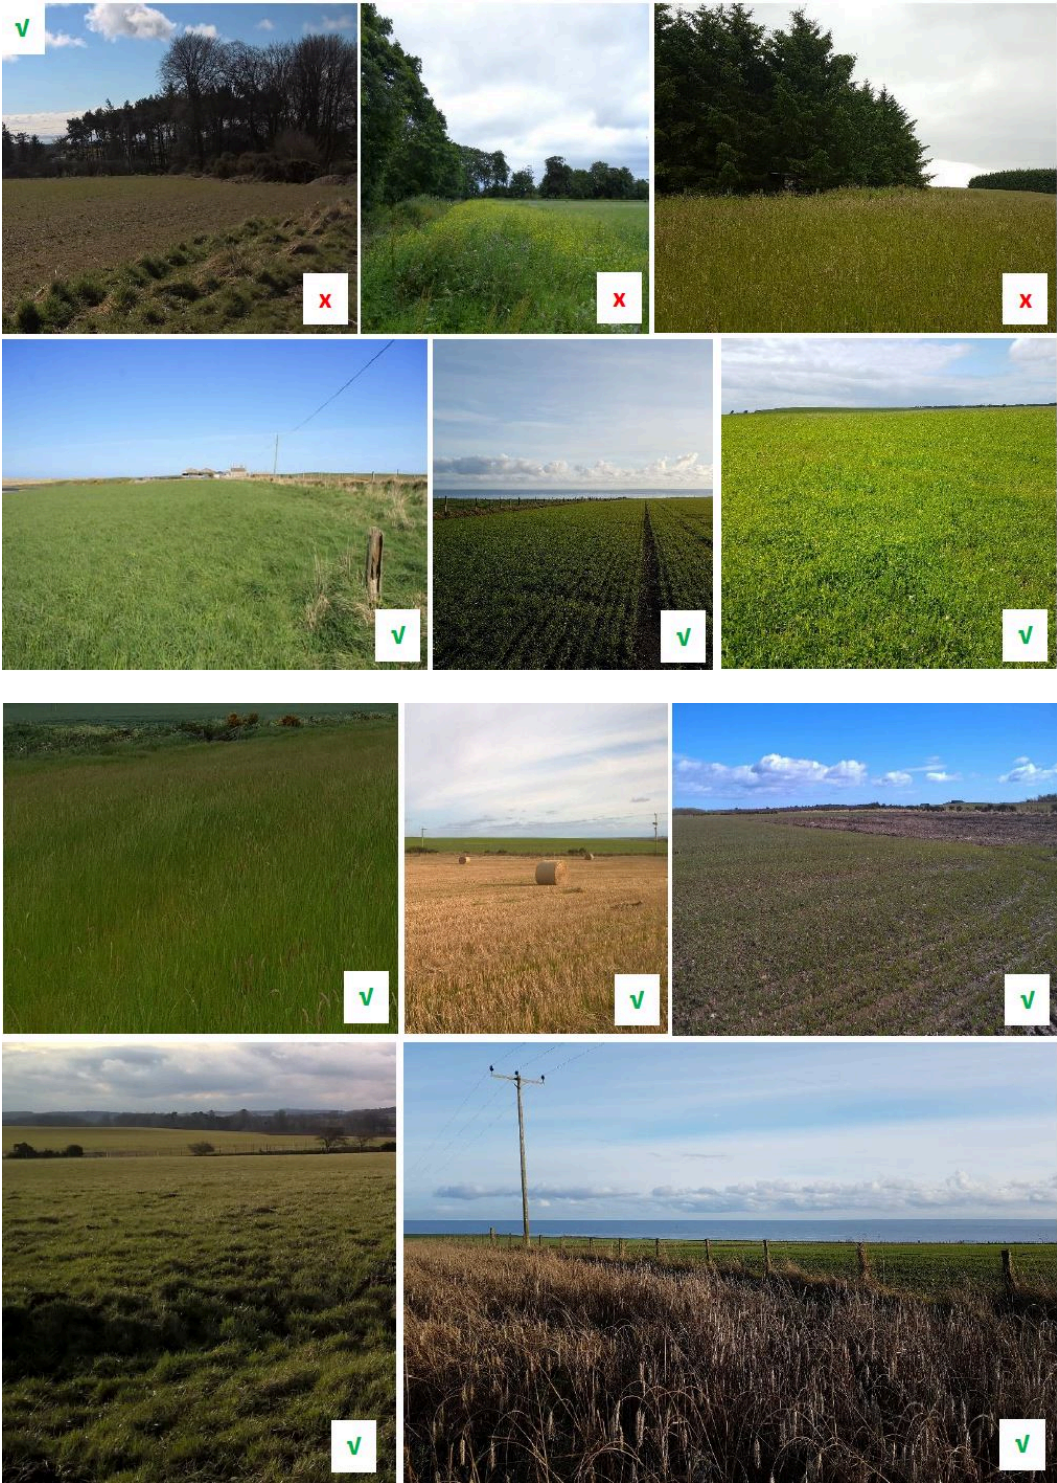 √
x x x
√ √ √
√ √ √
√ √